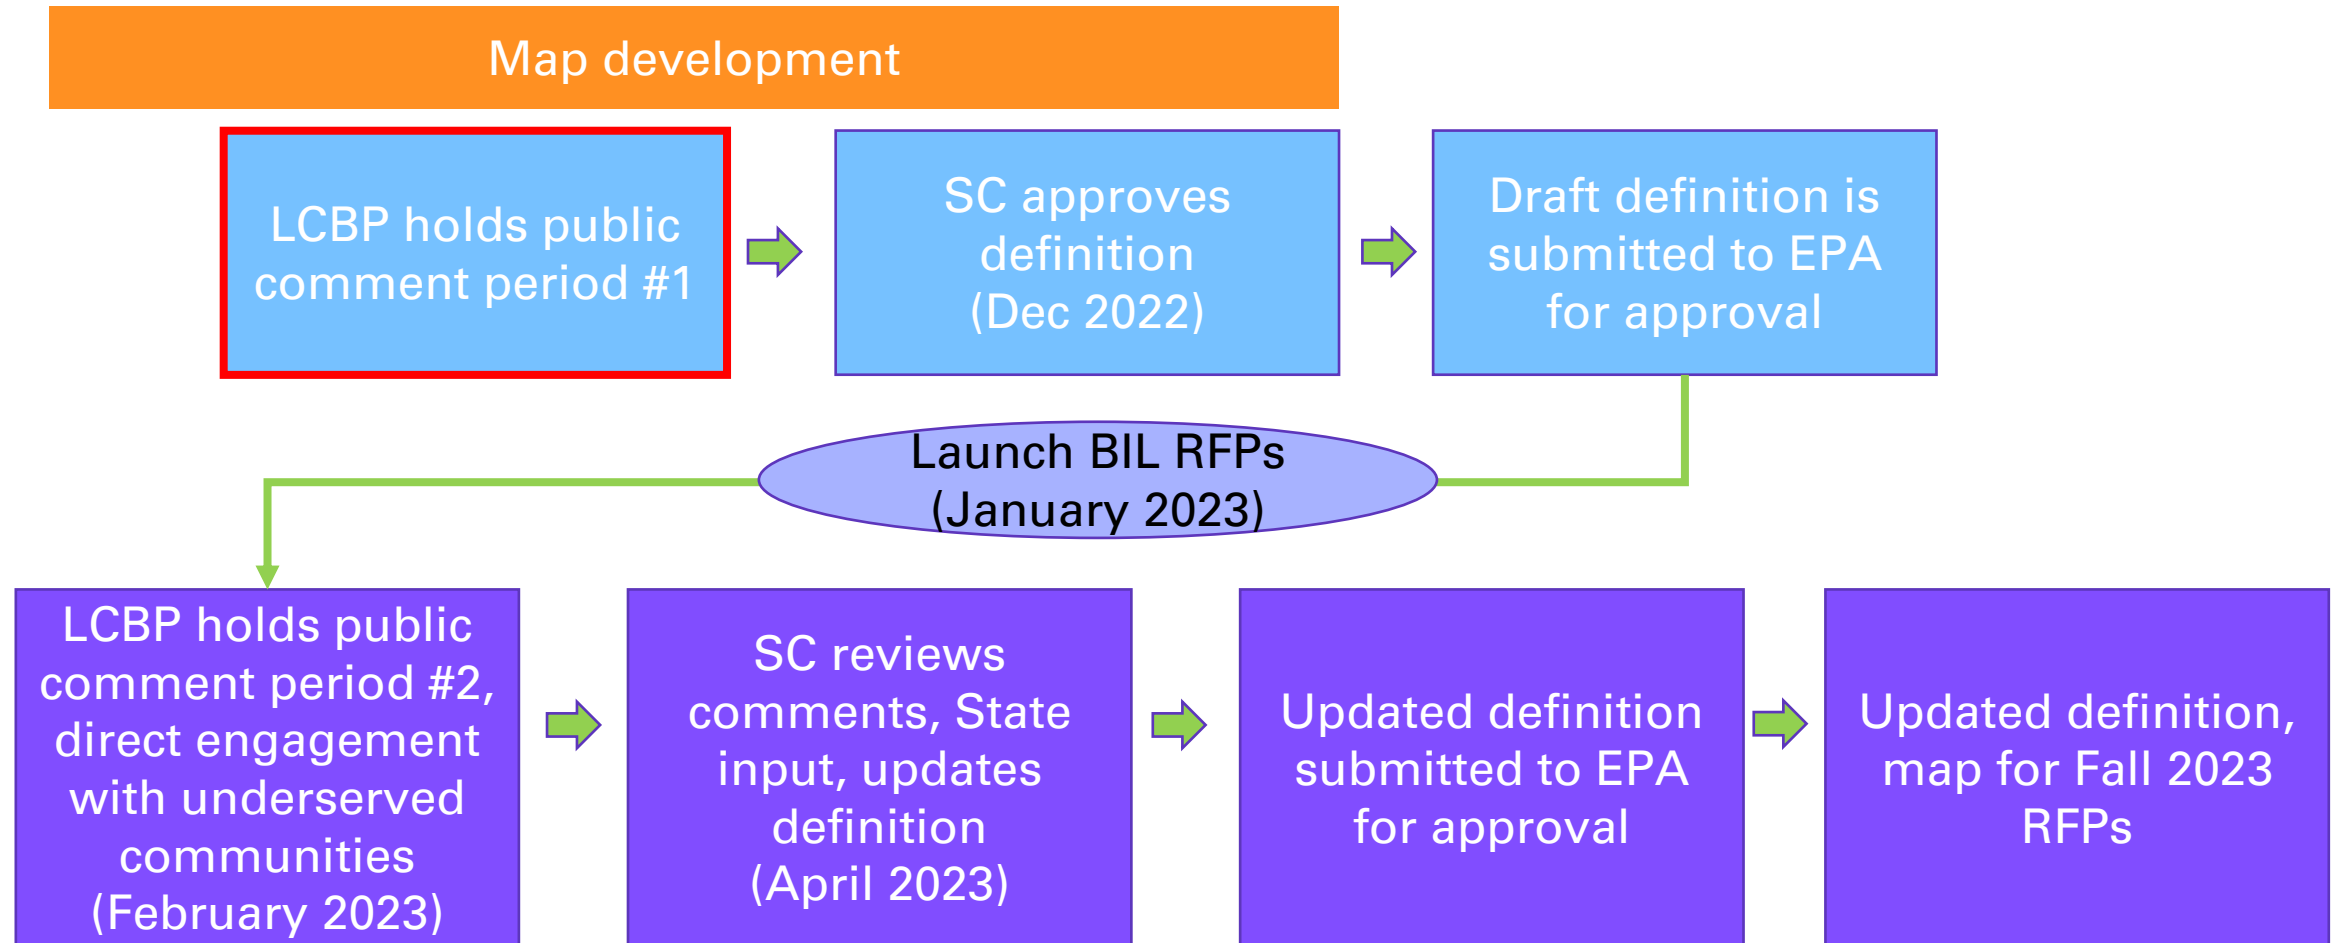 Map development
LCBP holds public
comment period #1
SC approves
definition
(Dec 2022)
Draft definition is
submitted to EPA
for approval
Launch BIL RFPs
(January 2023)
LCBP holds public
comment period #2,
direct engagement
with underserved
communities
(February 2023)
SC reviews
comments, State
input, updates
definition
(April 2023)
Updated definition
submitted to EPA
for approval
Updated definition,
map for Fall 2023
RFPs